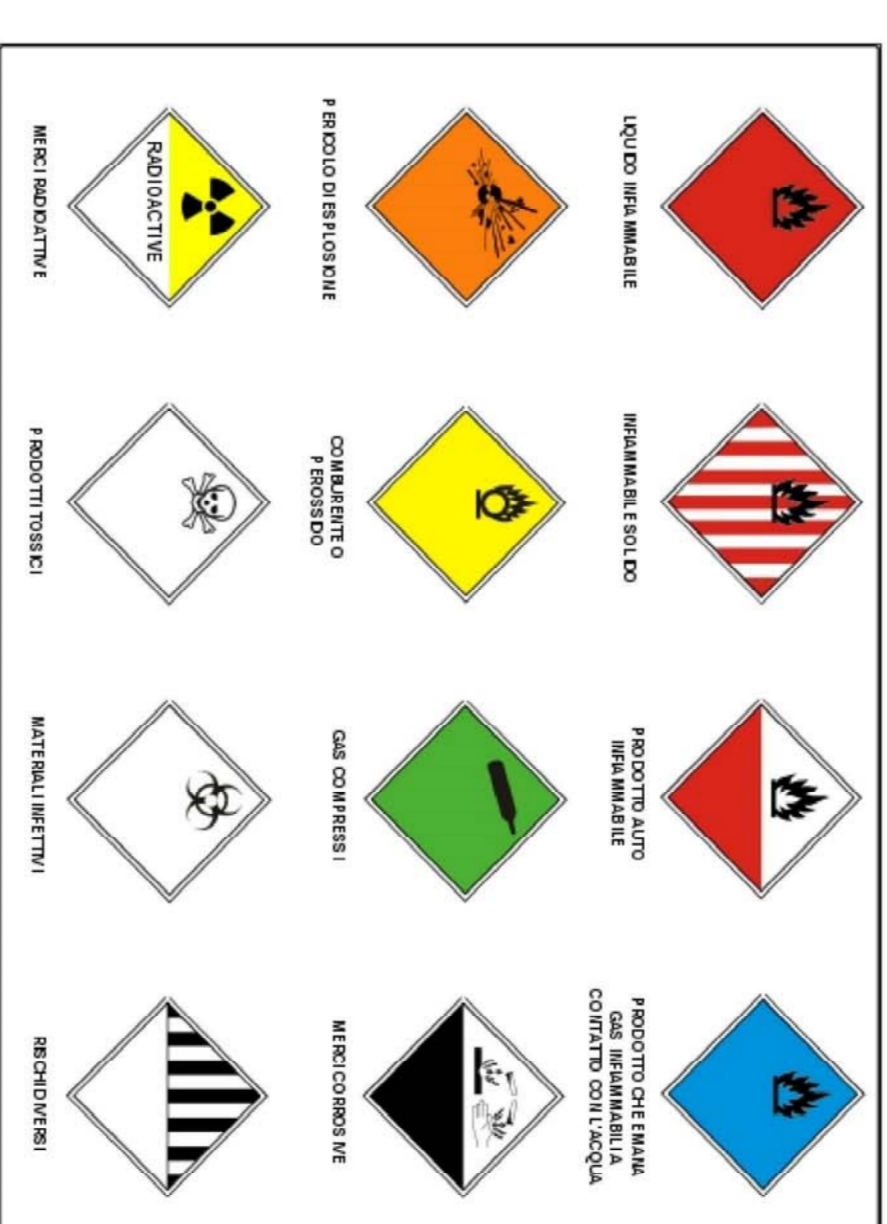 LIQUIDO INFIAMMABILE
INFIAMMABILE SOLIDO
PRODOTTO AUTO
INFIAMMABILE
PRODOTTO CHE EMANA
GAS INFIAMMABILI A
CONTATTO CON L'ACQUA
PERICOLO DI ESPLOSIONE
COMBURENTE O
PEROSSIDO
GAS COMPRESSI
MERCI CORROSIVE
RADIOACTIVE
MERCI RADIOATTIVE
PRODOTTI TOSSICI
MATERIALI INFETTIVI
RISCHI DIVERSI